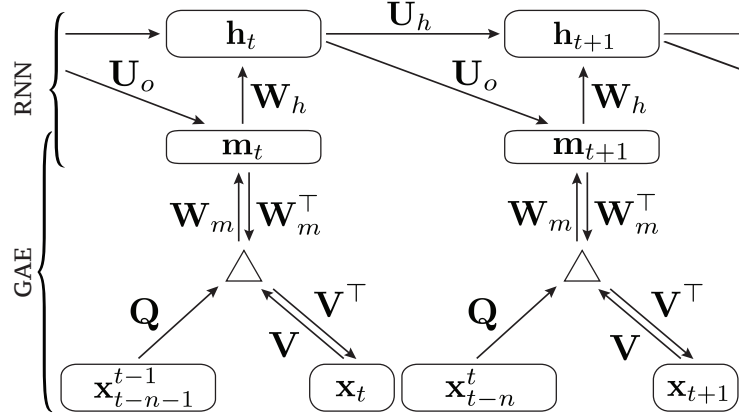 U_h
h_t h_{t+1}
RNN
U_o U_o
W_h W_h
m_t m_{t+1}
W_m W_m^⊤ W_m W_m^⊤
GAE
Q V^⊤ Q V^⊤
V V
x_{t-n-1}^{t-1} x_t x_{t-n}^t x_{t+1}